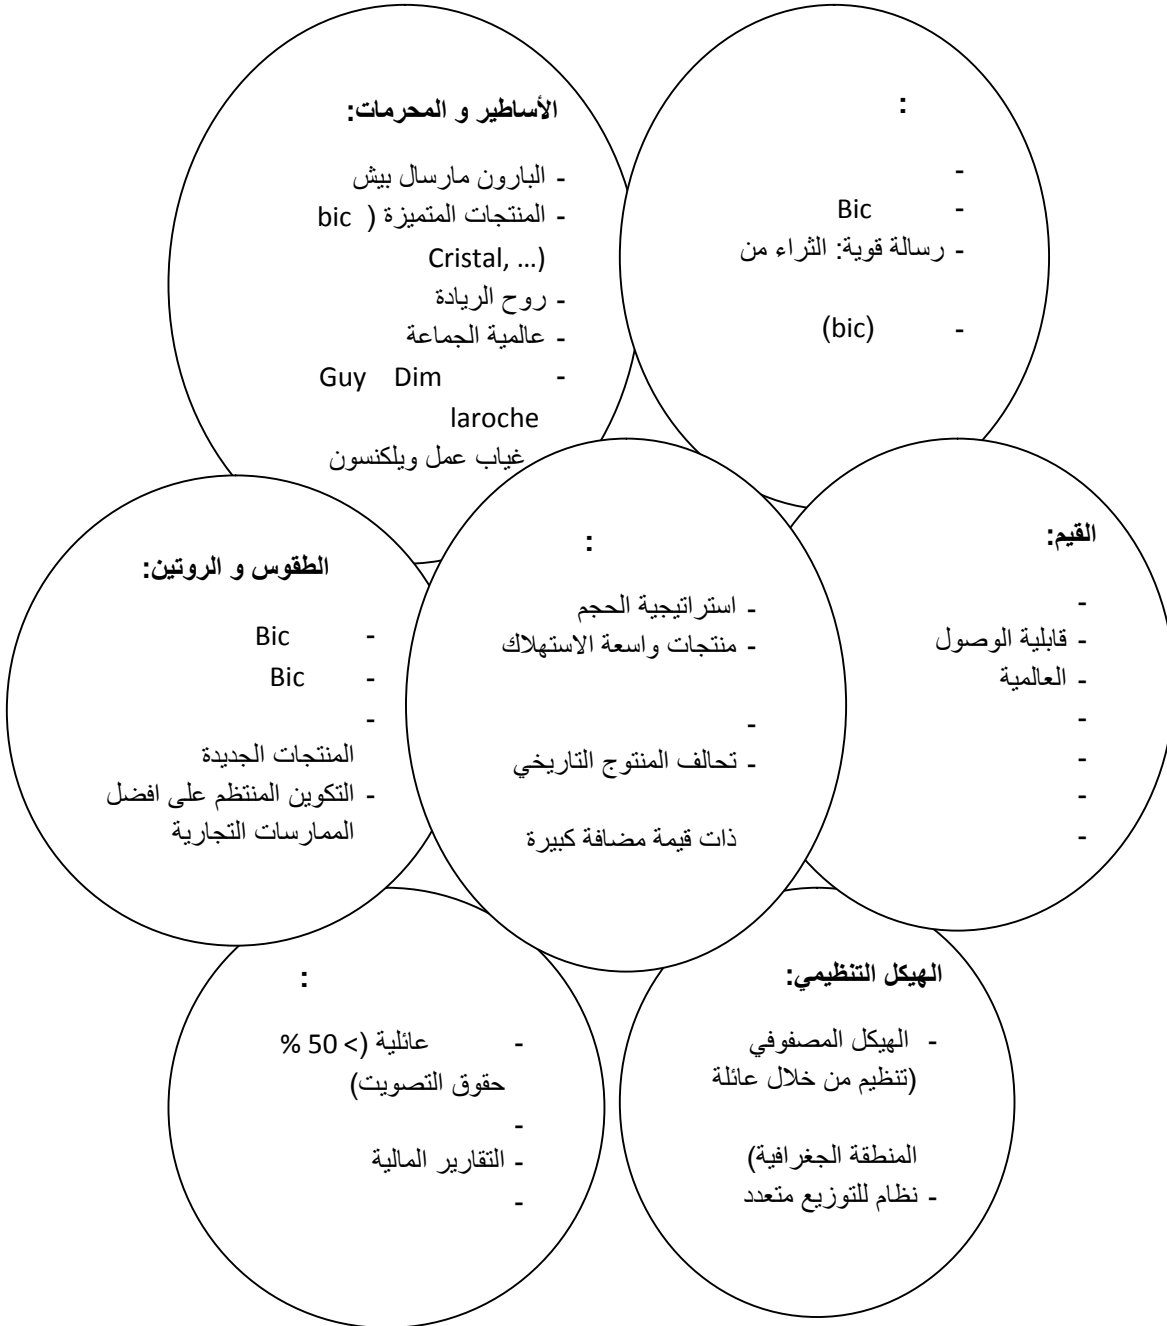 الأساطير و المحرمات:
- البارون مارسال بيش
- المنتجات المتميزة ( bic
Cristal, ...)
- روح الريادة
- عالمية الجماعة
- Guy Dim
laroche
غياب عمل ويلكنسون
:
-
- Bic
- رسالة قوية: الثراء من
- (bic)
الطقوس و الروتين:
- Bic
- Bic
-
المنتجات الجديدة
- التكوين المنتظم على افضل
الممارسات التجارية
:
- استراتيجية الحجم
- منتجات واسعة الاستهلاك
-
- تحالف المنتوج التاريخي
ذات قيمة مضافة كبيرة
القيم:
-
- قابلية الوصول
- العالمية
-
-
-
-
:
- عائلية (> 50 %
حقوق التصويت)
-
- التقارير المالية
-
الهيكل التنظيمي:
- الهيكل المصفوفي
(تنظيم من خلال عائلة
المنطقة الجغرافية)
- نظام للتوزيع متعدد